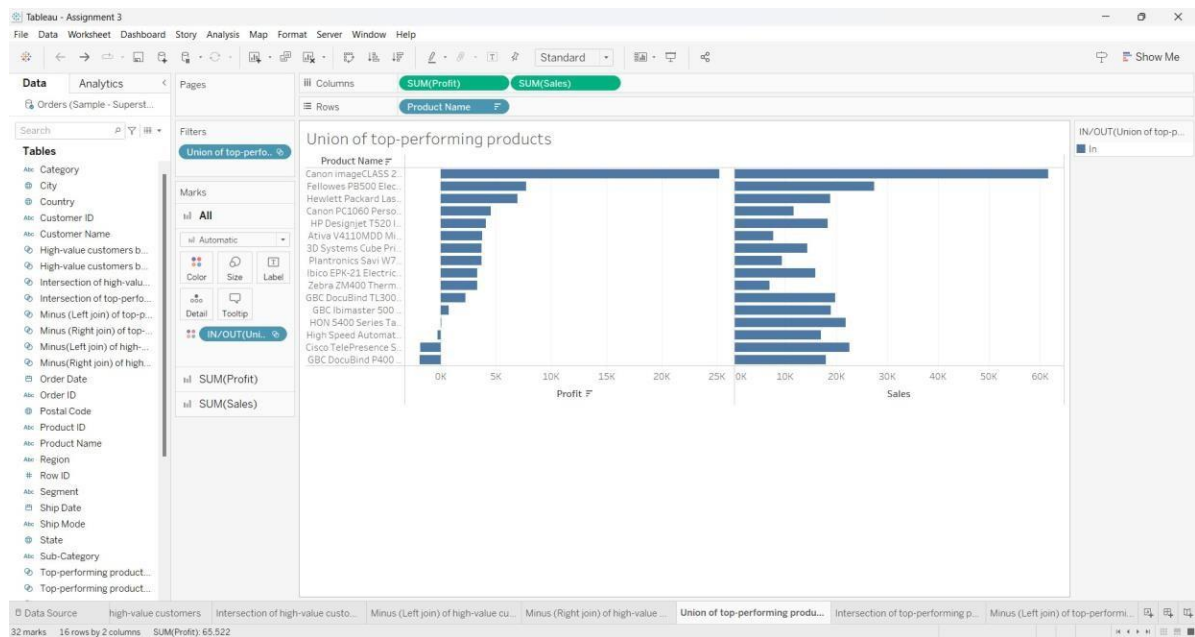 Tableau - Assignment 3
File Data Worksheet Dashboard Story Analysis Map Format Server Window Help
Standard
Show Me
Data Analytics
Orders (Sample - Superst...
Search
Tables
Abc Category
City
Country
Abc Customer ID
Abc Customer Name
High-value customers b...
High-value customers b...
Intersection of high-valu...
Intersection of top-perfo...
Minus (Left join) of top-p...
Minus (Right join) of top-...
Minus(Left join) of high-...
Minus(Right join) of high...
Order Date
Abc Order ID
Postal Code
Abc Product ID
Abc Product Name
Abc Region
# Row ID
Abc Segment
Ship Date
Abc Ship Mode
State
Abc Sub-Category
Top-performing product...
Top-performing product...
Pages
Filters
Union of top-perfo..
Marks
All
Automatic
Color Size Label
Detail Tooltip
IN/OUT(Uni..
SUM(Profit)
SUM(Sales)
Columns SUM(Profit) SUM(Sales)
Rows Product Name
Union of top-performing products
Product Name
Canon imageCLASS 2..
Fellowes PB500 Elec..
Hewlett Packard Las..
Canon PC1060 Perso..
HP Designjet T520 I..
Ativa V4110MDD Mi..
3D Systems Cube Pri..
Plantronics Savi W7..
Ibico EPK-21 Electric..
Zebra ZM400 Therm..
GBC DocuBind TL300..
GBC Ibimaster 500 ..
HON 5400 Series Ta..
High Speed Automat..
Cisco TelePresence S..
GBC DocuBind P400 ..
0K 5K 10K 15K 20K 25K 0K 10K 20K 30K 40K 50K 60K
Profit Sales
IN/OUT(Union of top-p...
In
Data Source high-value customers Intersection of high-value custo... Minus (Left join) of high-value cu... Minus (Right join) of high-value ... Union of top-performing produ... Intersection of top-performing p... Minus (Left join) of top-performi...
32 marks 16 rows by 2 columns SUM(Profit): 65.522